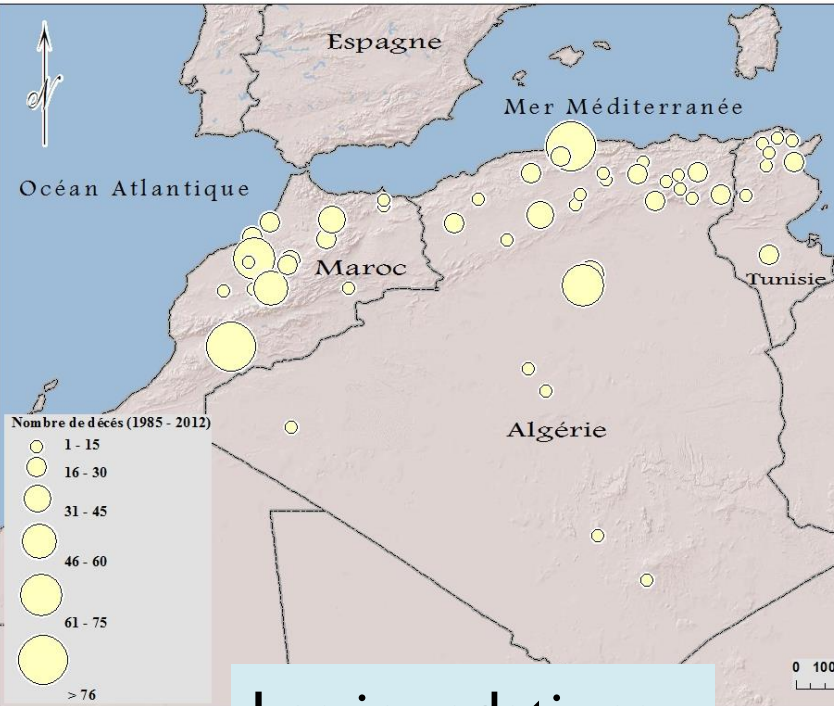 N
Espagne
Mer Méditerranée
Océan Atlantique
Maroc
Tunisie
Algérie
Nombre de décés (1985 - 2012)
1 - 15
16 - 30
31 - 45
46 - 60
61 - 75
> 76
0 100